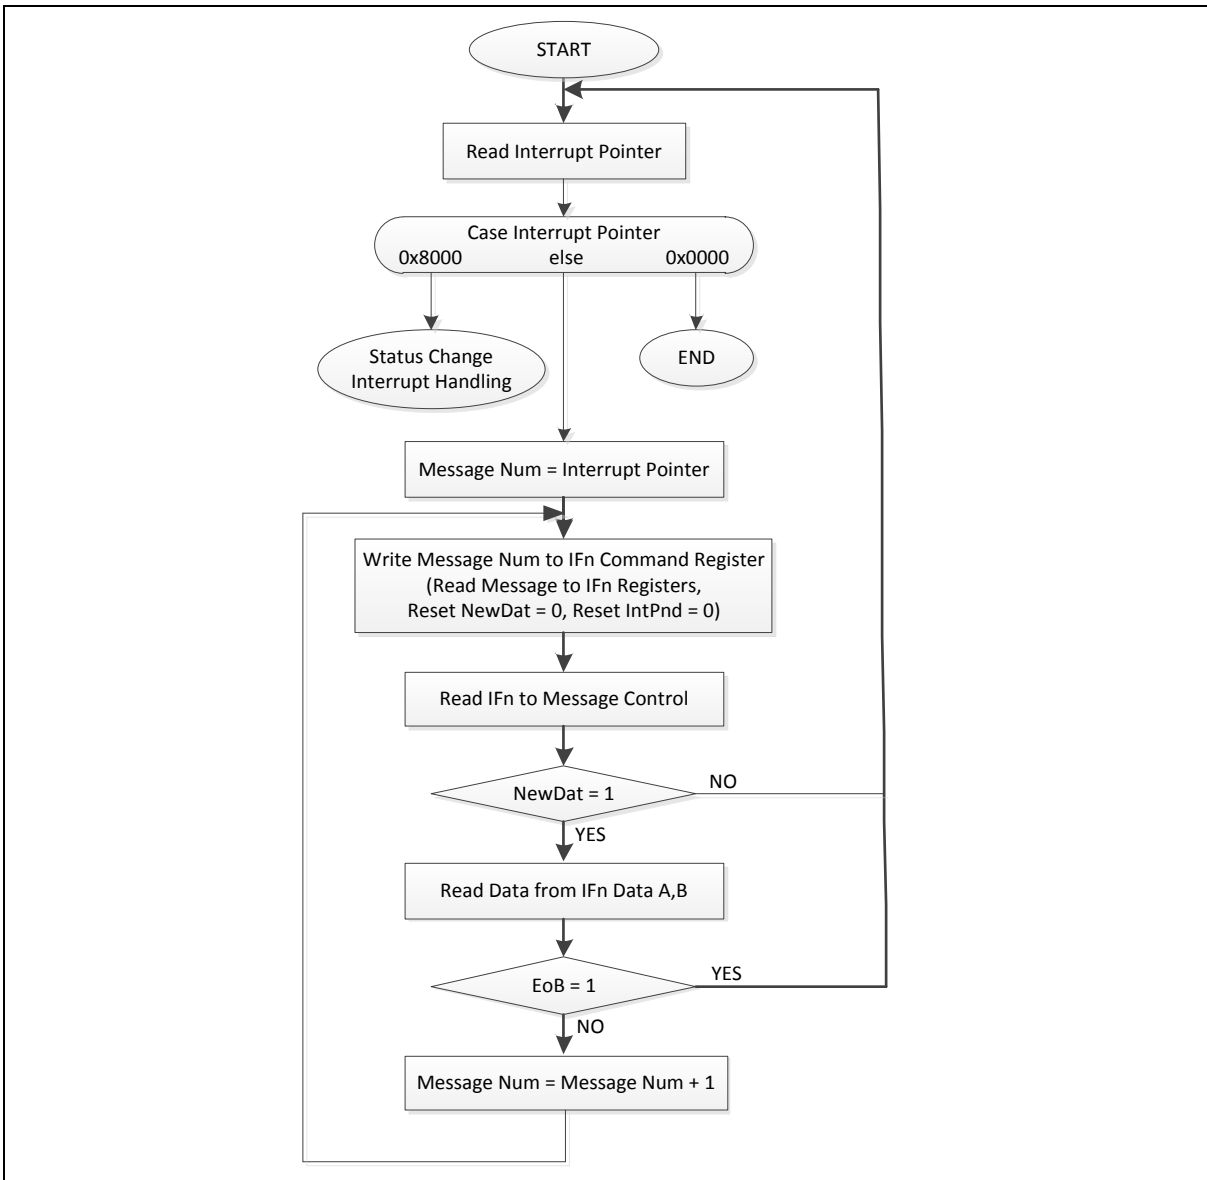 START
Read Interrupt Pointer
Case Interrupt Pointer
0x8000 else 0x0000
Status Change
Interrupt Handling
END
Message Num = Interrupt Pointer
Write Message Num to IFn Command Register
(Read Message to IFn Registers,
Reset NewDat = 0, Reset IntPnd = 0)
Read IFn to Message Control
NewDat = 1
NO
YES
Read Data from IFn Data A,B
EoB = 1
YES
NO
Message Num = Message Num + 1